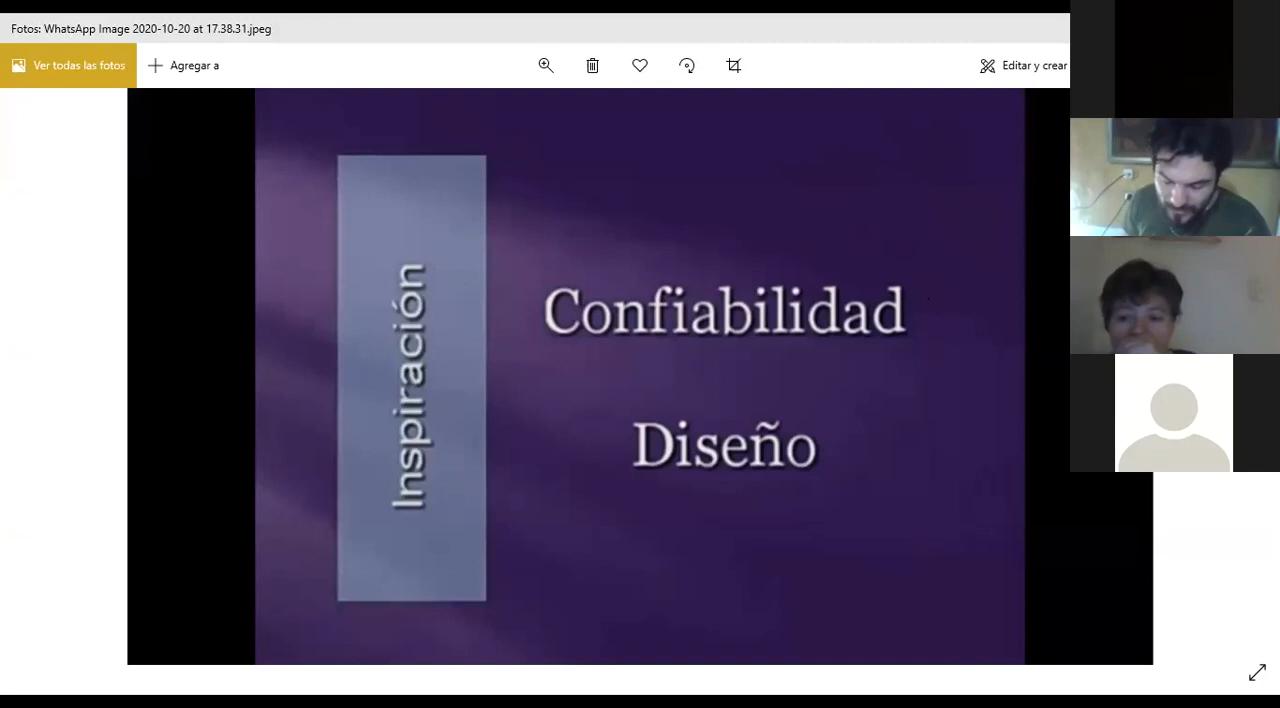 Fotos: WhatsApp Image 2020-10-20 at 17.38.31.jpeg
Ver todas las fotos
Agregar a
Editar y crear
Inspiración
Confiabilidad
Diseño